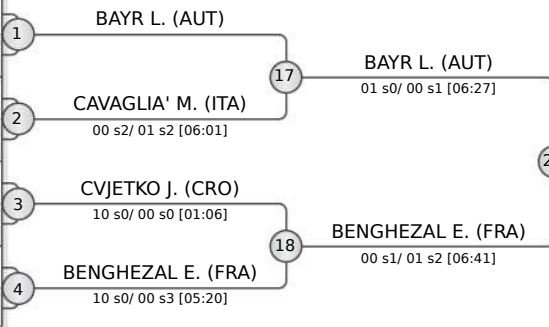 BAYR L. (AUT)
1
17
BAYR L. (AUT)
01 s0/ 00 s1 [06:27]
CAVAGLIA' M. (ITA)
2
00 s2/ 01 s2 [06:01]
CVJETKO J. (CRO)
3
10 s0/ 00 s0 [01:06]
18
BENGHEZAL E. (FRA)
00 s1/ 01 s2 [06:41]
BENGHEZAL E. (FRA)
4
10 s0/ 00 s3 [05:20]